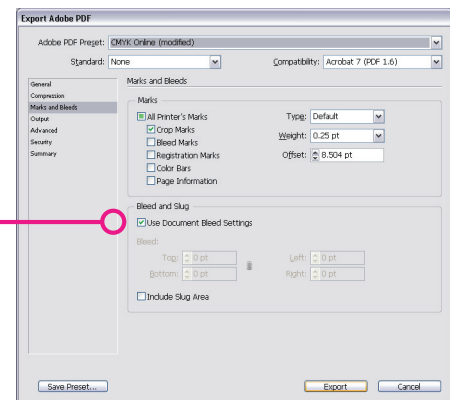 Export Adobe PDF
Adobe PDF Preset: CMYK Online (modified)
Standard: None Compatibility: Acrobat 7 (PDF 1.6)
General
Compression
Marks and Bleeds
Output
Advanced
Security
Summary
Marks and Bleeds
Marks
All Printer's Marks
Crop Marks
Bleed Marks
Registration Marks
Color Bars
Page Information
Type: Default
Weight: 0.25 pt
Offset: 8.504 pt
Bleed and Slug
Use Document Bleed Settings
Bleed:
Top: 0 pt Left: 0 pt
Bottom: 0 pt Right: 0 pt
Include Slug Area
Save Preset... Export Cancel